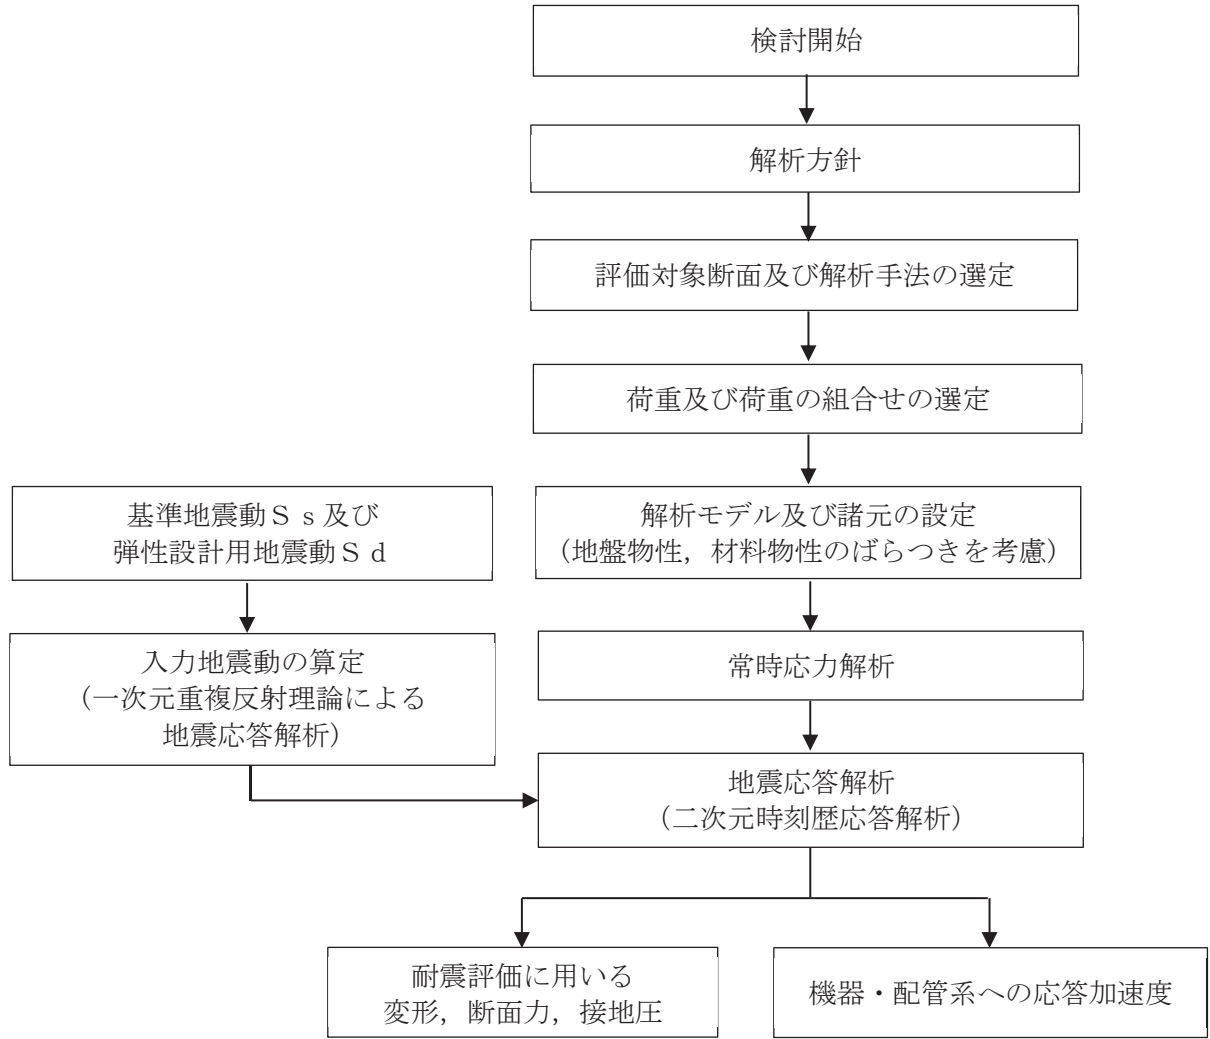 検討開始
解析方針
評価対象断面及び解析手法の選定
荷重及び荷重の組合せの選定
基準地震動Ｓｓ及び
弾性設計用地震動Ｓｄ
解析モデル及び諸元の設定
（地盤物性，材料物性のばらつきを考慮）
入力地震動の算定
（一次元重複反射理論による
地震応答解析）
常時応力解析
地震応答解析
（二次元時刻歴応答解析）
耐震評価に用いる
変形，断面力，接地圧
機器・配管系への応答加速度